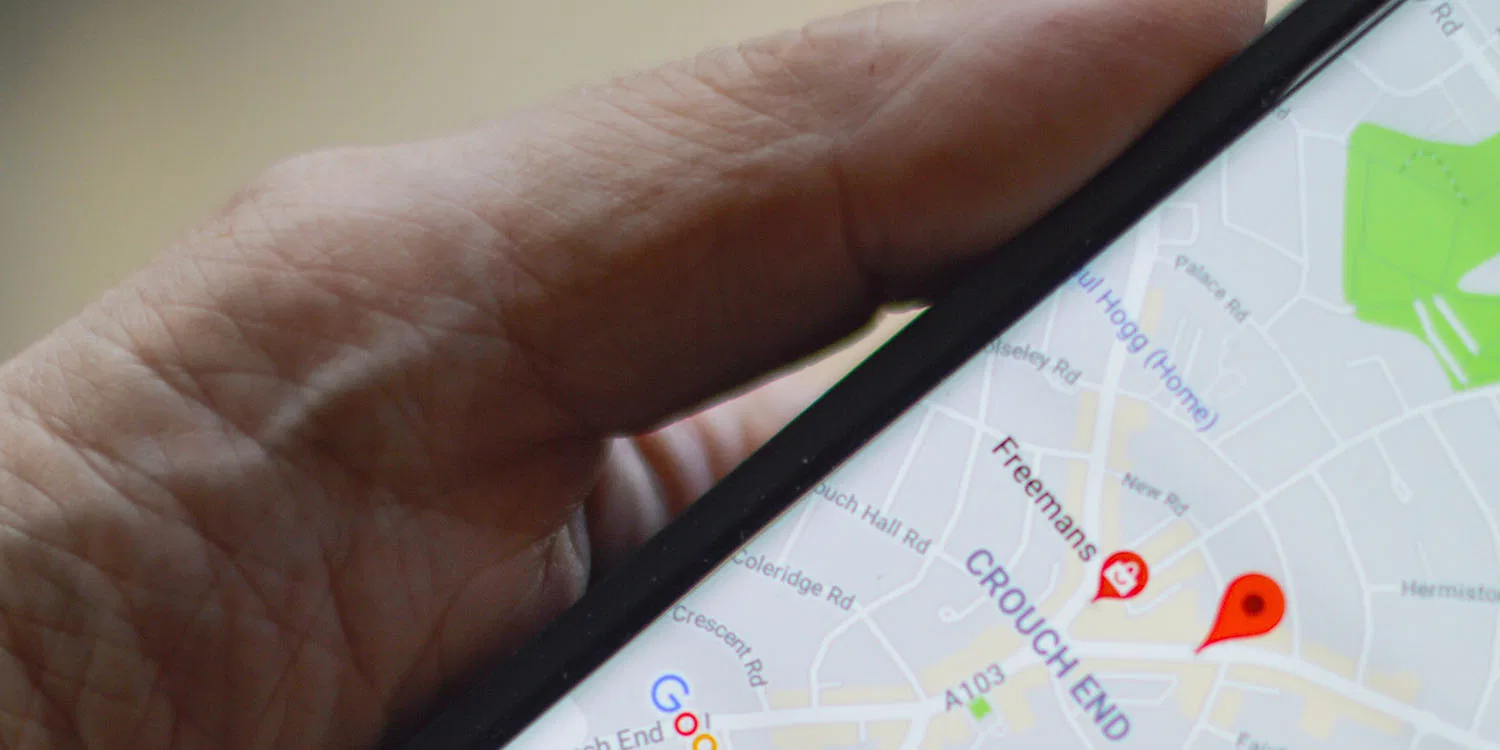 Rd
Palace Rd
ul Hogg (Home)
olseley Rd
Freemans
New Rd
ouch Hall Rd
CROUCH END
Coleridge Rd
Hermisto
Crescent Rd
A103
Goo
ch End